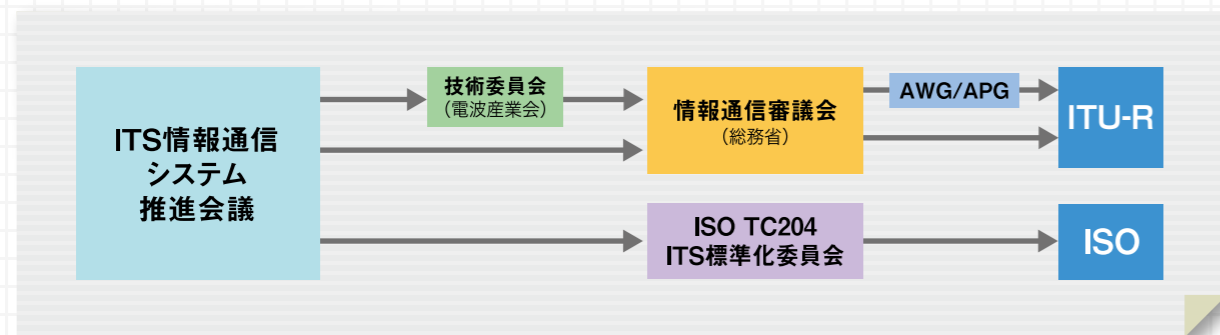 ITS情報通信
システム
推進会議
技術委員会
（電波産業会）
情報通信審議会
（総務省）
AWG/APG
ITU-R
ISO TC204
ITS標準化委員会
ISO